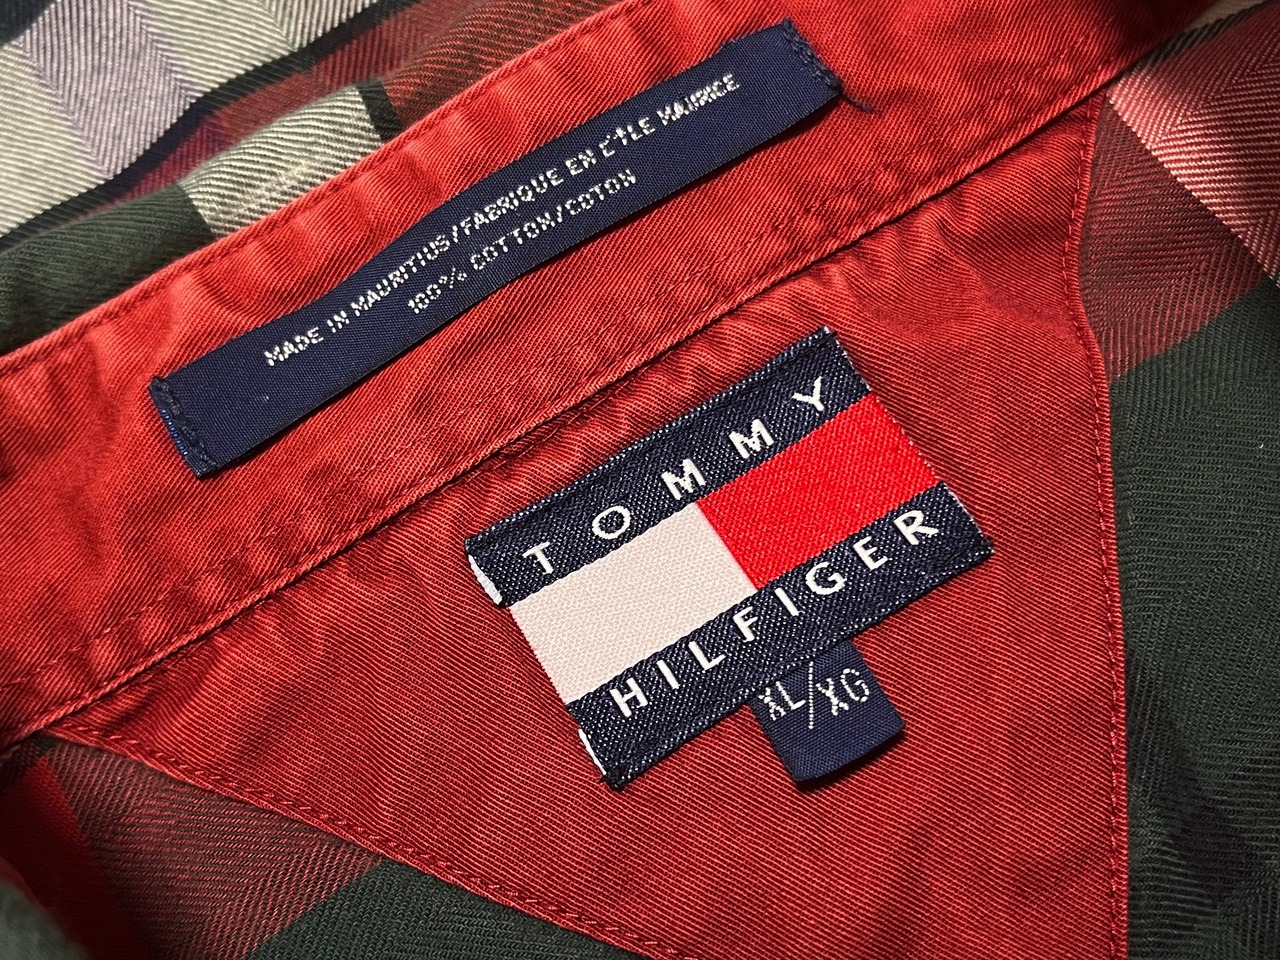 MADE IN MAURITIUS/FABRIQUE EN L'ILE MAURICE
100% COTTON/COTON
TOMMY
HILFIGER
XL/XG